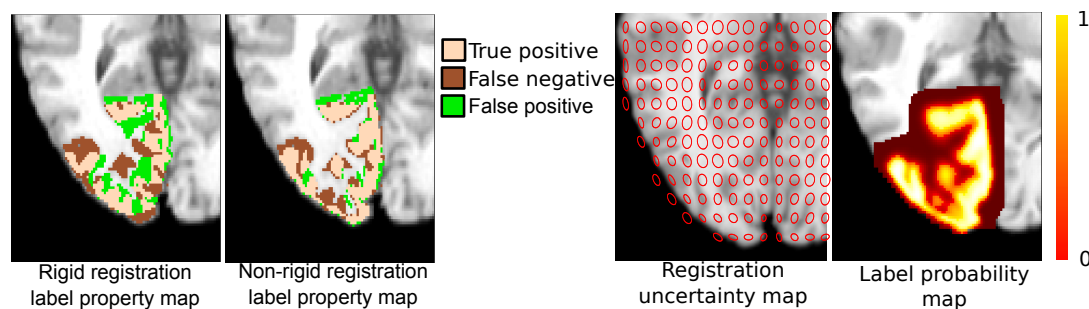 True positive
False negative
False positive
1
0
Rigid registration
label property map
Non-rigid registration
label property map
Registration
uncertainty map
Label probability
map